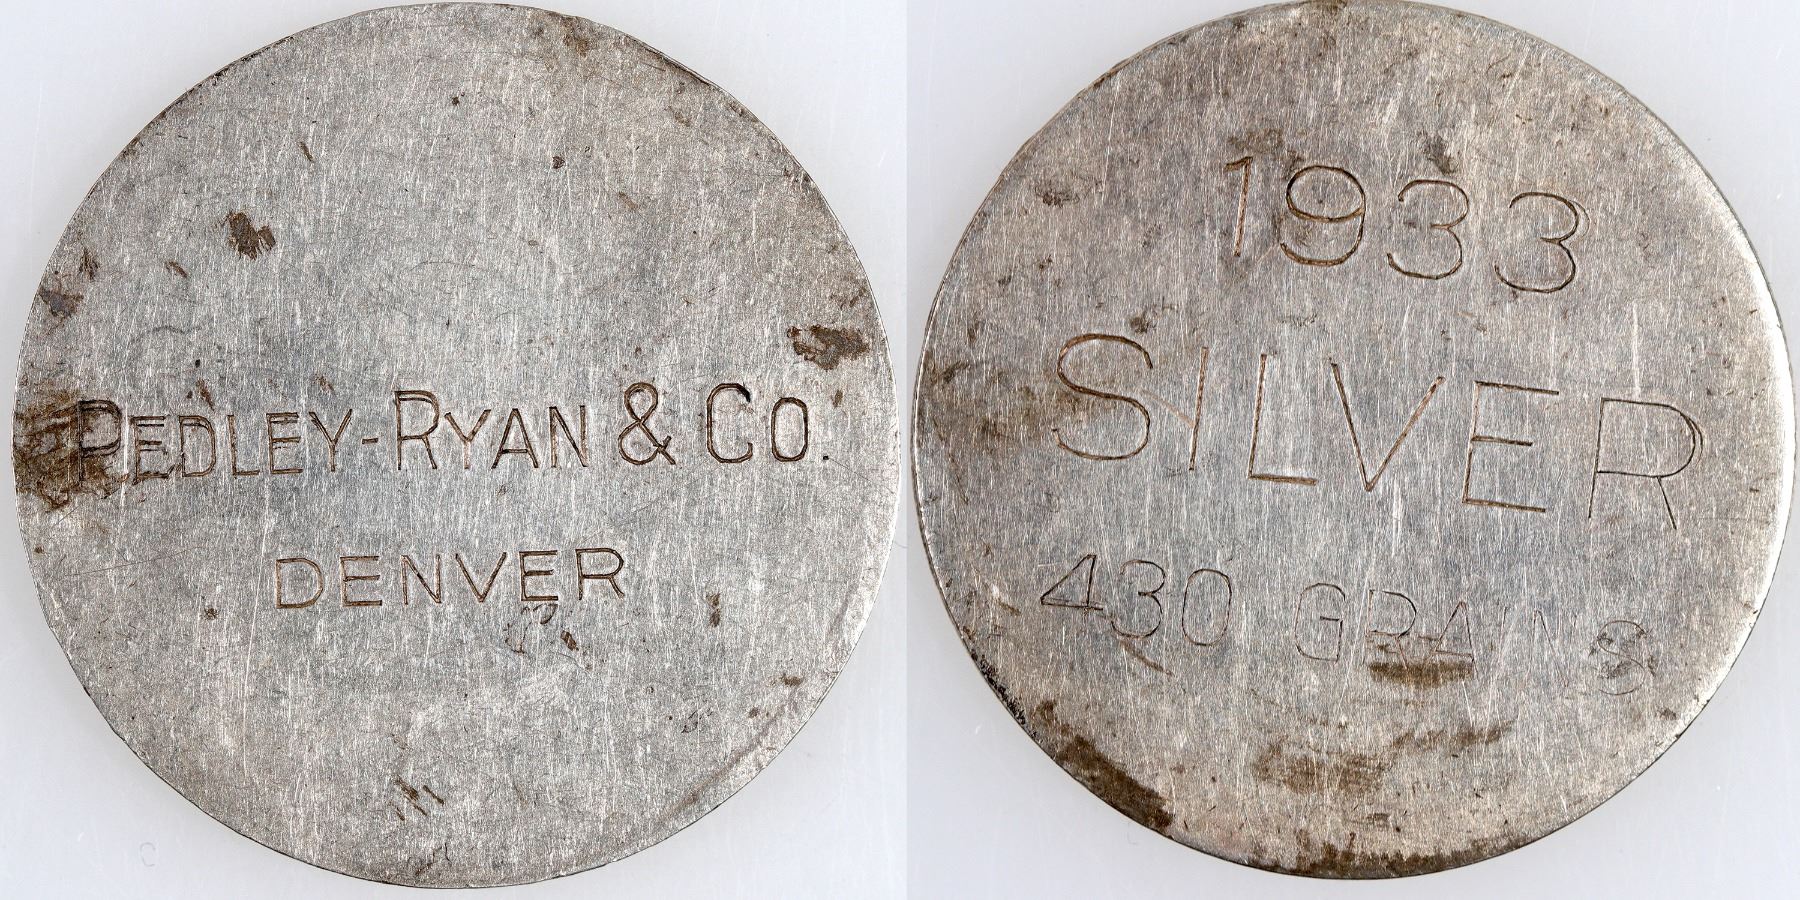 PEDLEY-RYAN & CO.
DENVER
1933
SILVER
430 GRAINS